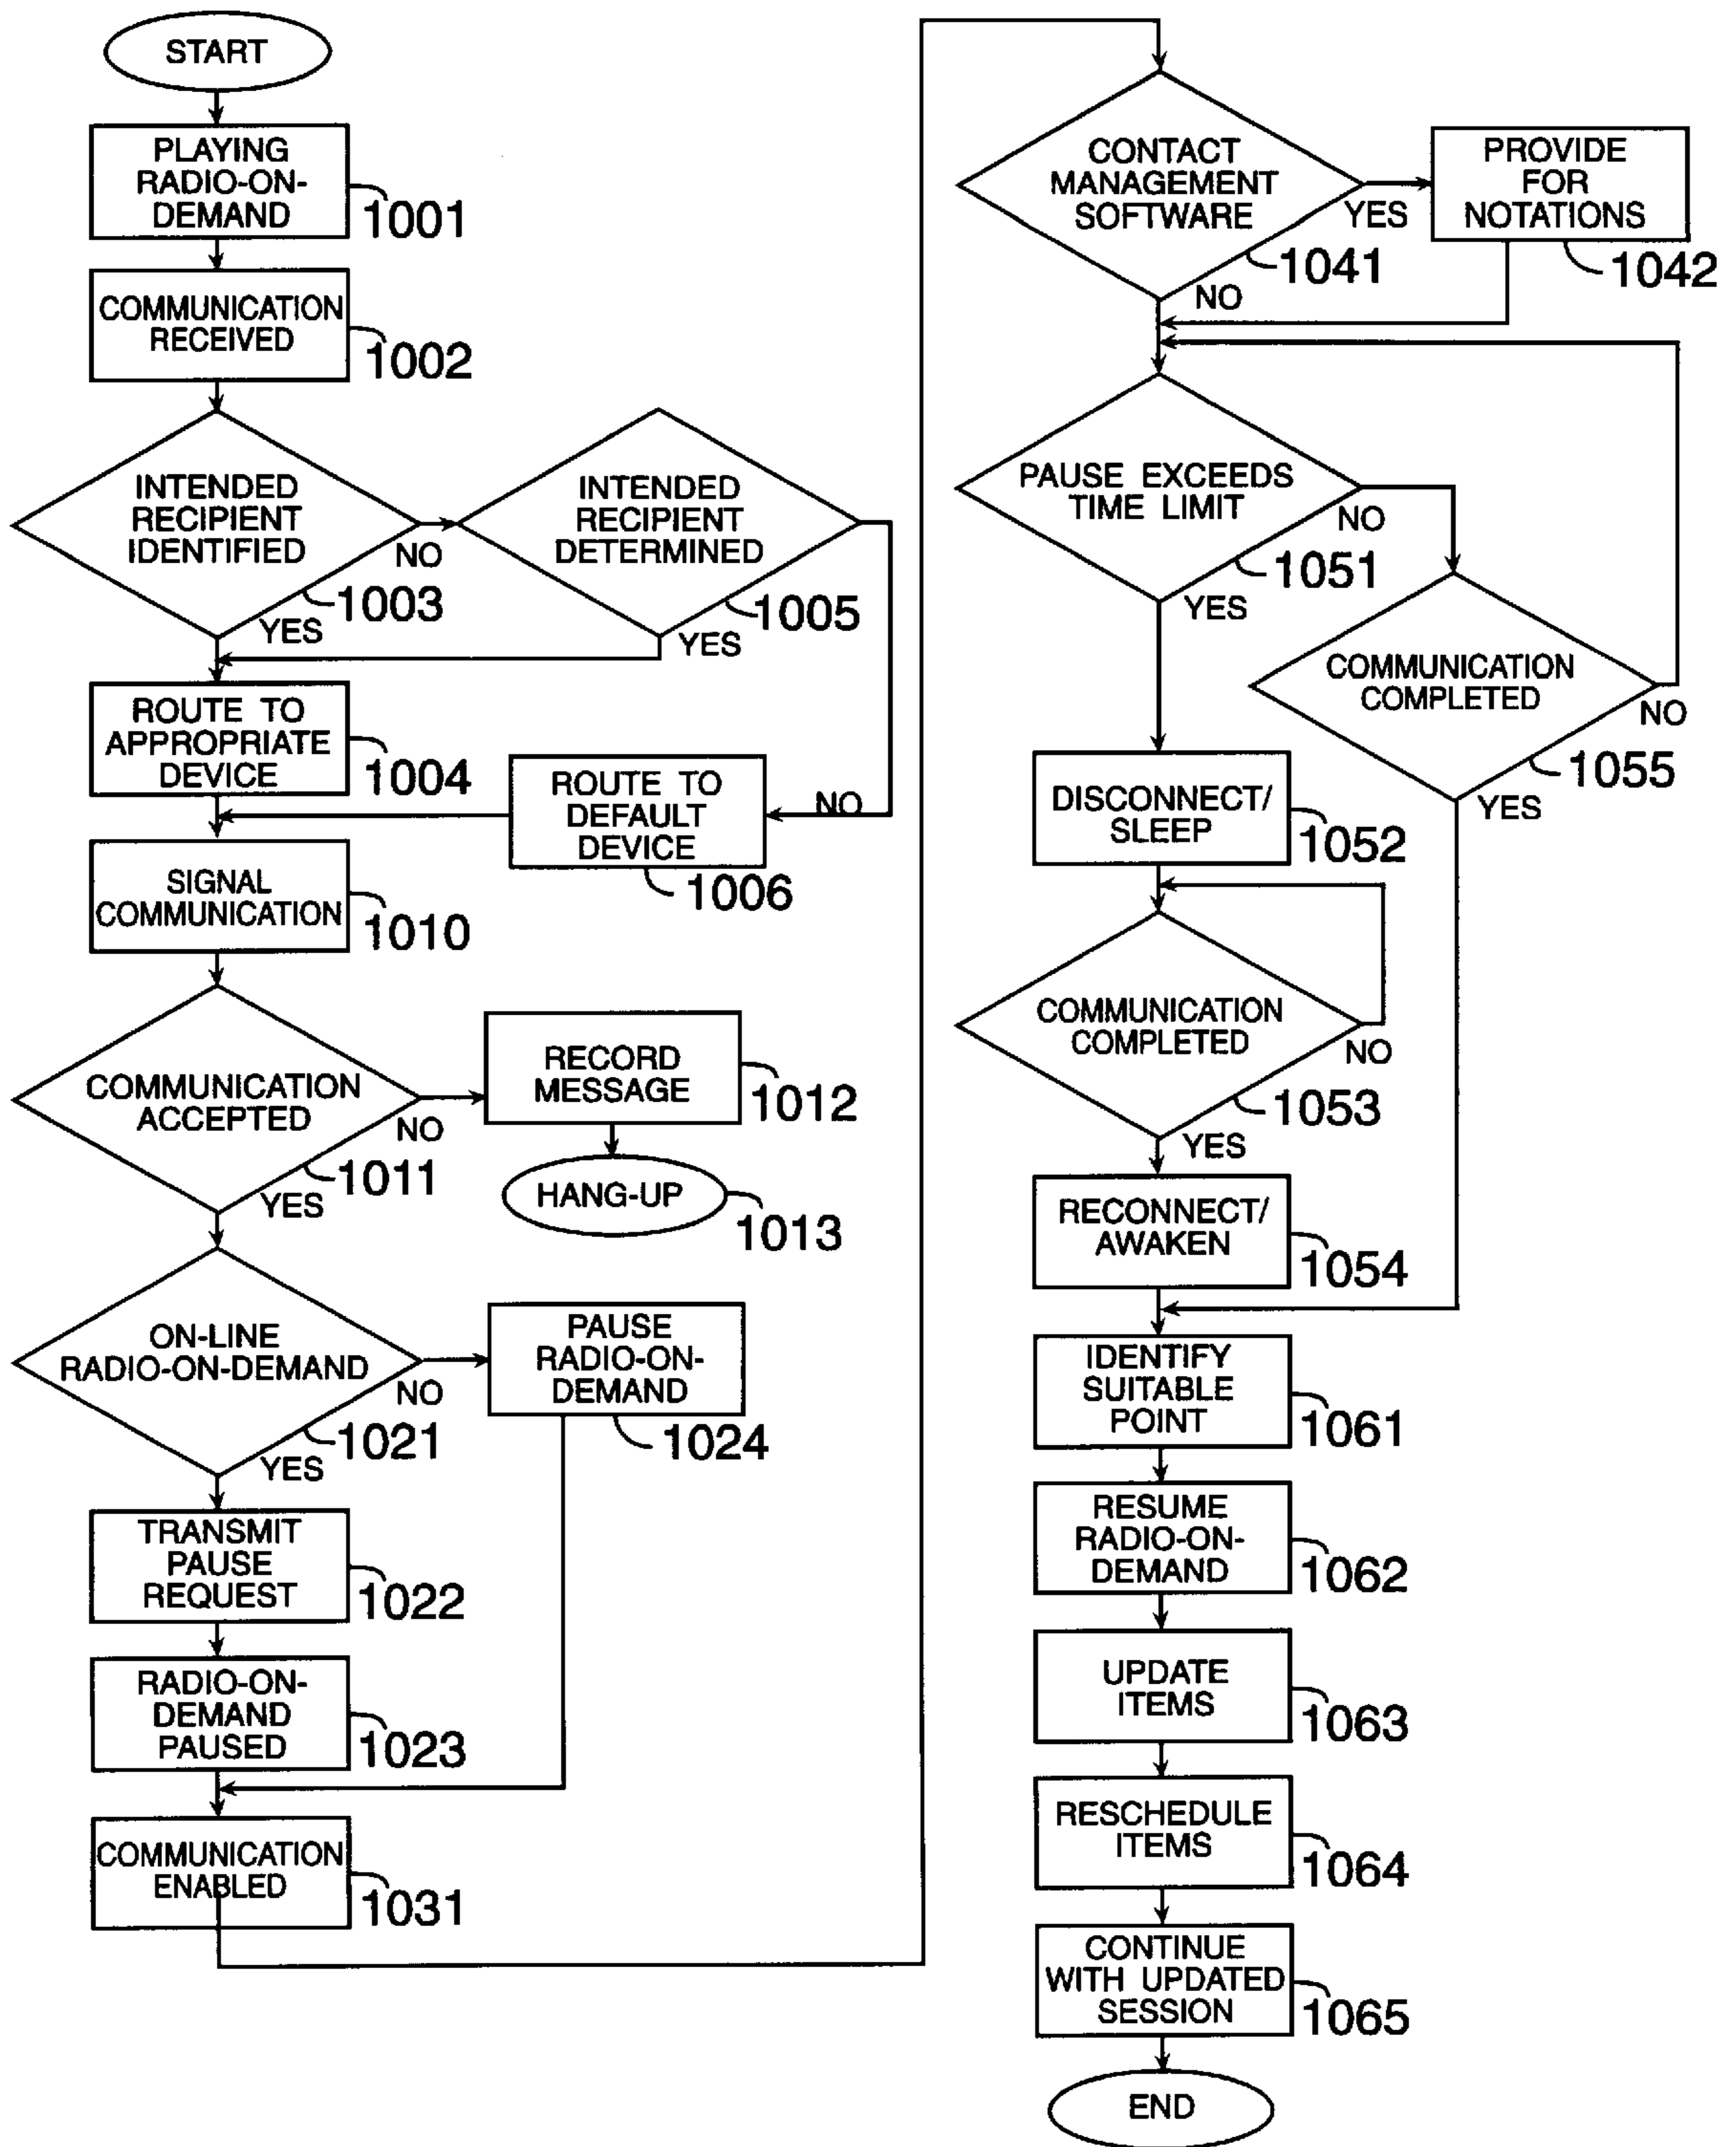 START
PLAYING
RADIO-ON-
DEMAND
1001
COMMUNICATION
RECEIVED
1002
INTENDED
RECIPIENT
IDENTIFIED
NO
1003
YES
INTENDED
RECIPIENT
DETERMINED
1005
YES
NO
ROUTE TO
APPROPRIATE
DEVICE
1004
ROUTE TO
DEFAULT
DEVICE
1006
SIGNAL
COMMUNICATION
1010
COMMUNICATION
ACCEPTED
NO
1011
YES
RECORD
MESSAGE
1012
HANG-UP
1013
ON-LINE
RADIO-ON-DEMAND
NO
1021
YES
PAUSE
RADIO-ON-
DEMAND
1024
TRANSMIT
PAUSE
REQUEST
1022
RADIO-ON-
DEMAND
PAUSED
1023
COMMUNICATION
ENABLED
1031
CONTACT
MANAGEMENT
SOFTWARE
YES
1041
NO
PROVIDE
FOR
NOTATIONS
1042
PAUSE EXCEEDS
TIME LIMIT
NO
1051
YES
COMMUNICATION
COMPLETED
NO
1055
YES
DISCONNECT/
SLEEP
1052
COMMUNICATION
COMPLETED
NO
1053
YES
RECONNECT/
AWAKEN
1054
IDENTIFY
SUITABLE
POINT
1061
RESUME
RADIO-ON-
DEMAND
1062
UPDATE
ITEMS
1063
RESCHEDULE
ITEMS
1064
CONTINUE
WITH UPDATED
SESSION
1065
END